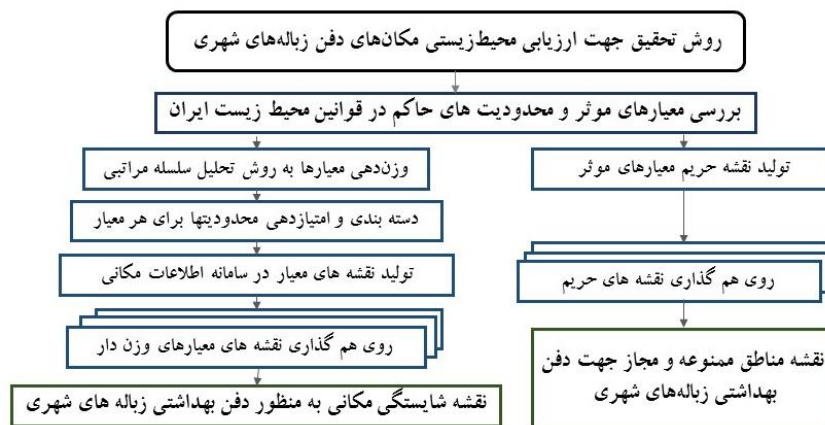 روش تحقیق جهت ارزیابی محیط‌زیستی مکان‌های دفن زباله‌های شهری
بررسی معیارهای موثر و محدودیت های حاکم در قوانین محیط زیست ایران
تولید نقشه حریم معیارهای موثر
روی هم گذاری نقشه های حریم
نقشه مناطق ممنوعه و مجاز جهت دفن
بهداشتی زباله‌های شهری
وزن‌دهی معیارها به روش تحلیل سلسله مراتبی
دسته بندی و امتیازدهی محدودیتها برای هر معیار
تولید نقشه های معیار در سامانه اطلاعات مکانی
روی هم گذاری نقشه های معیارهای وزن دار
نقشه شایستگی مکانی به منظور دفن بهداشتی زباله های شهری